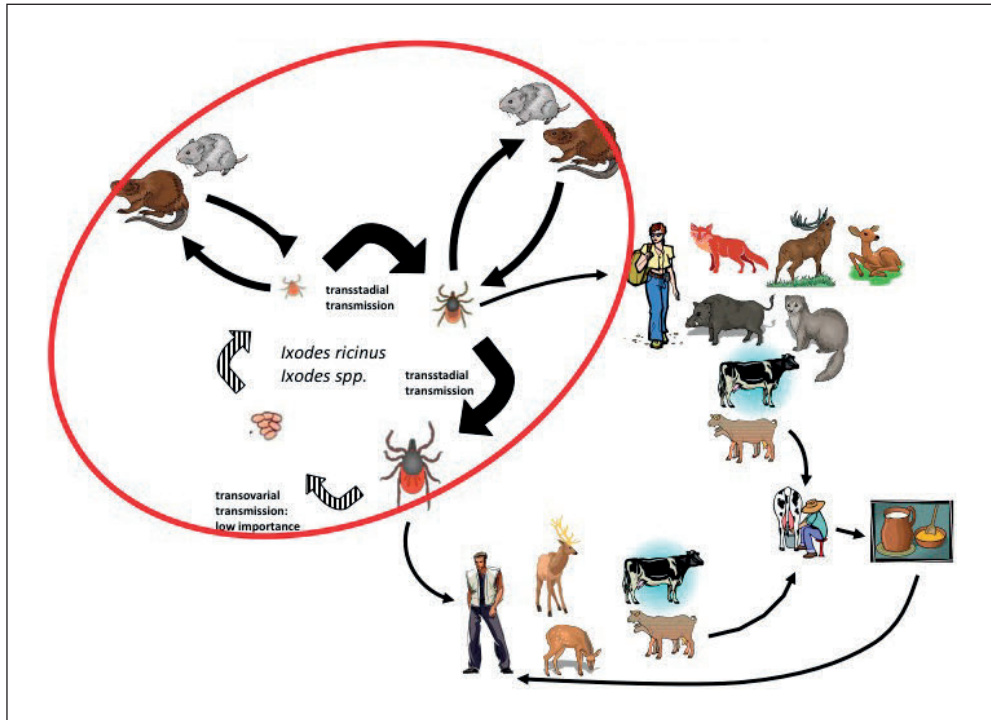 transstadial
transmission
Ixodes ricinus
Ixodes spp.
transstadial
transmission
transovarial
transmission:
low importance